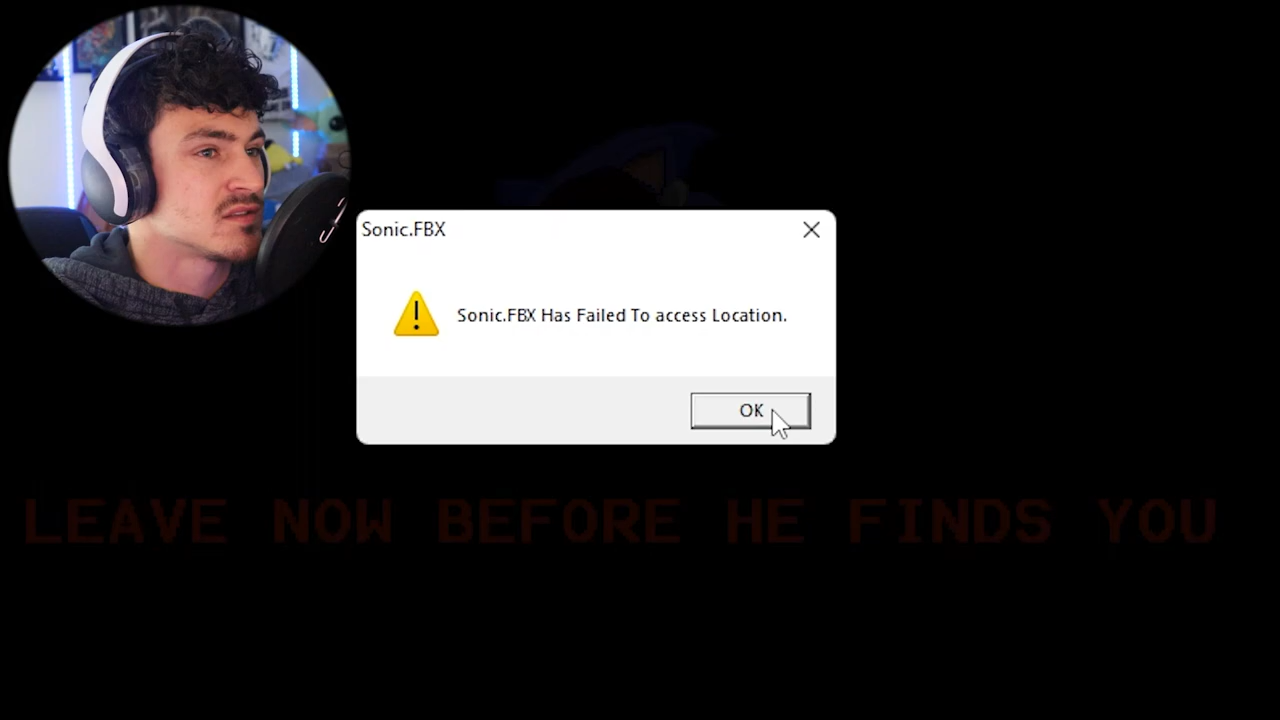 Sonic.FBX
Sonic.FBX Has Failed To access Location.
OK
LEAVE NOW BEFORE HE FINDS YOU